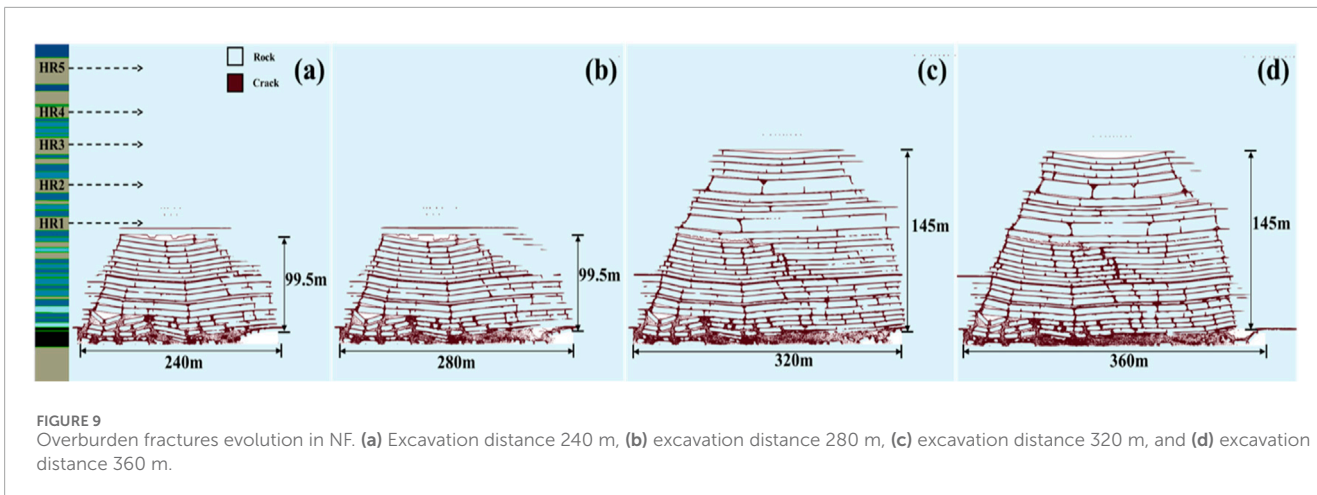 HR5
HR4
HR3
HR2
HR1
Rock
Crack
(a)
99.5m
240m
(b)
99.5m
280m
(c)
145m
320m
(d)
145m
360m
FIGURE 9
Overburden fractures evolution in NF. (a) Excavation distance 240 m, (b) excavation distance 280 m, (c) excavation distance 320 m, and (d) excavation
distance 360 m.